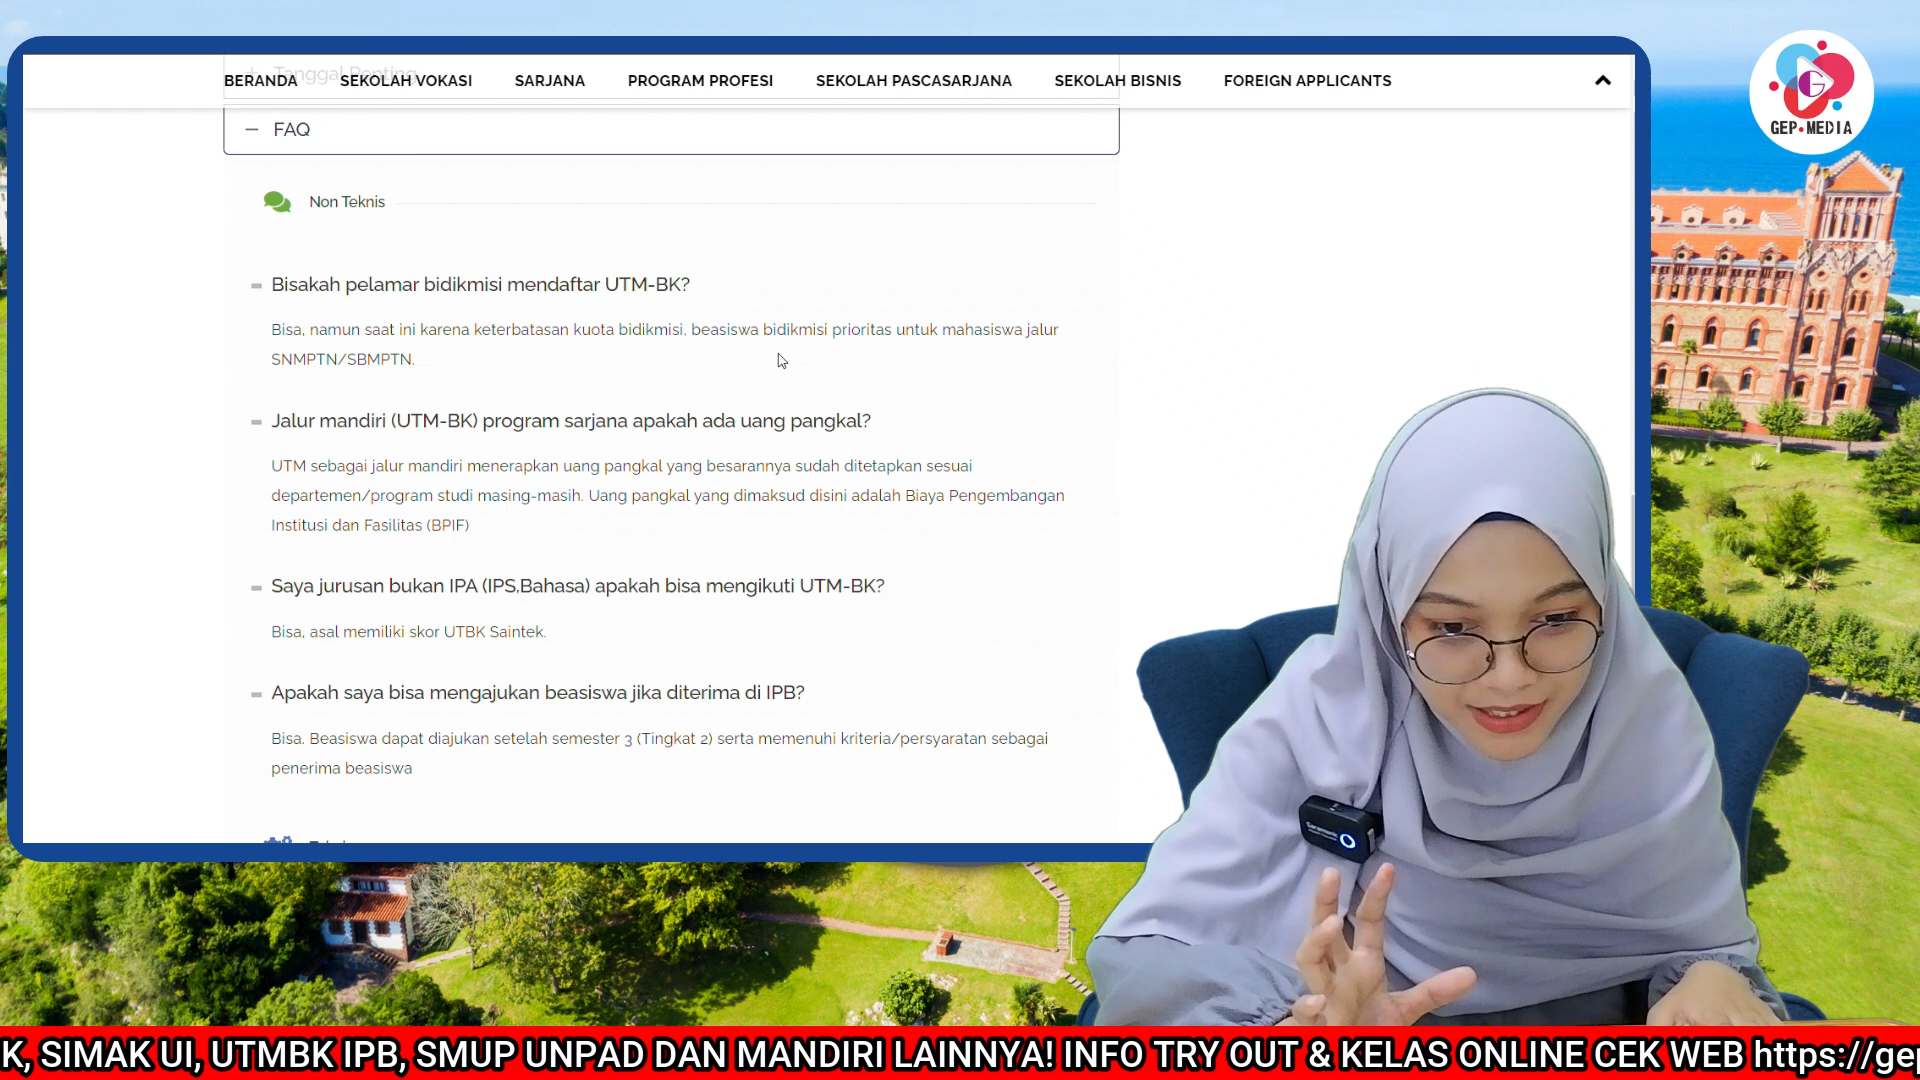 Tanggal Penting
BERANDA SEKOLAH VOKASI SARJANA PROGRAM PROFESI SEKOLAH PASCASARJANA SEKOLAH BISNIS FOREIGN APPLICANTS
FAQ
Non Teknis
Bisakah pelamar bidikmisi mendaftar UTM-BK?
Bisa, namun saat ini karena keterbatasan kuota bidikmisi, beasiswa bidikmisi prioritas untuk mahasiswa jalur
SNMPTN/SBMPTN.
Jalur mandiri (UTM-BK) program sarjana apakah ada uang pangkal?
UTM sebagai jalur mandiri menerapkan uang pangkal yang besarannya sudah ditetapkan sesuai
departemen/program studi masing-masih. Uang pangkal yang dimaksud disini adalah Biaya Pengembangan
Institusi dan Fasilitas (BPIF)
Saya jurusan bukan IPA (IPS,Bahasa) apakah bisa mengikuti UTM-BK?
Bisa, asal memiliki skor UTBK Saintek.
Apakah saya bisa mengajukan beasiswa jika diterima di IPB?
Bisa. Beasiswa dapat diajukan setelah semester 3 (Tingkat 2) serta memenuhi kriteria/persyaratan sebagai
penerima beasiswa
G
GEP•MEDIA
K, SIMAK UI, UTMBK IPB, SMUP UNPAD DAN MANDIRI LAINNYA! INFO TRY OUT & KELAS ONLINE CEK WEB https://gep